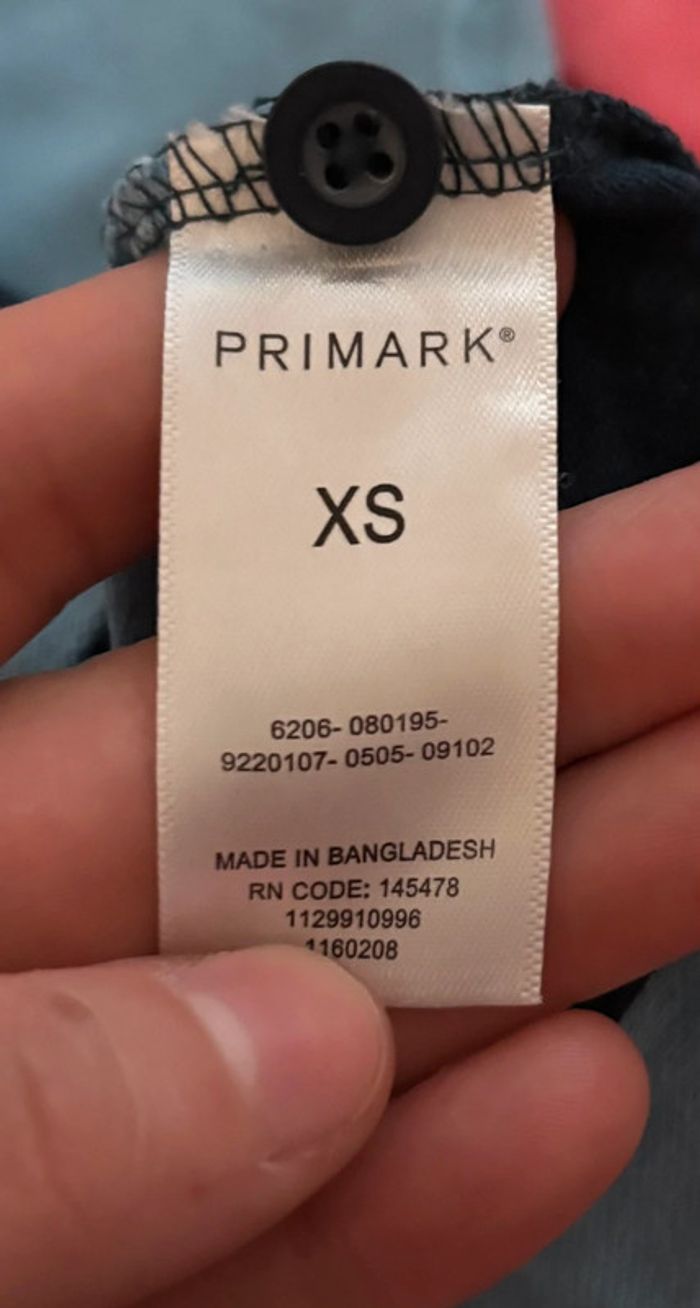 PRIMARK®
XS
6206- 080195-
9220107- 0505- 09102
MADE IN BANGLADESH
RN CODE: 145478
1129910996
1160208